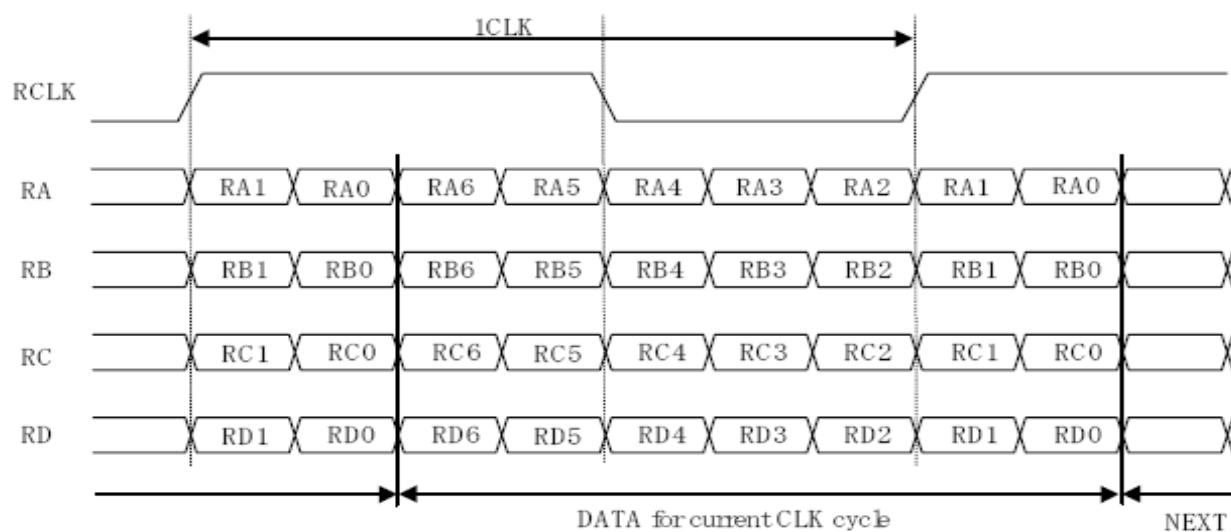 1CLK
RCLK
RA RA1 RA0 RA6 RA5 RA4 RA3 RA2 RA1 RA0
RB RB1 RB0 RB6 RB5 RB4 RB3 RB2 RB1 RB0
RC RC1 RC0 RC6 RC5 RC4 RC3 RC2 RC1 RC0
RD RD1 RD0 RD6 RD5 RD4 RD3 RD2 RD1 RD0
DATA for current CLK cycle NEXT